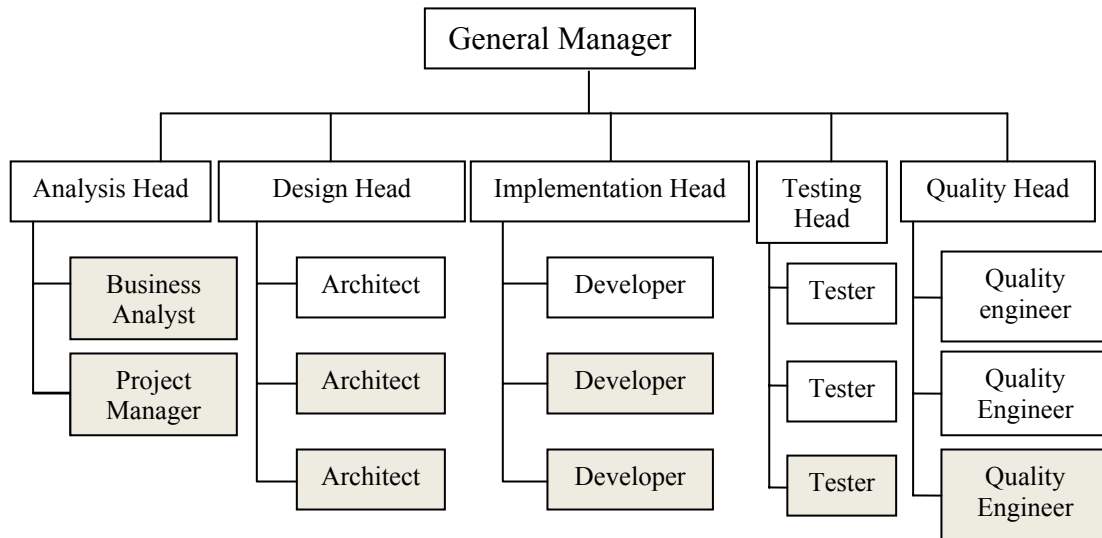 General Manager
Analysis Head
Design Head
Implementation Head
Testing
Head
Quality Head
Business
Analyst
Project
Manager
Architect
Architect
Architect
Developer
Developer
Developer
Tester
Tester
Tester
Quality
engineer
Quality
Engineer
Quality
Engineer